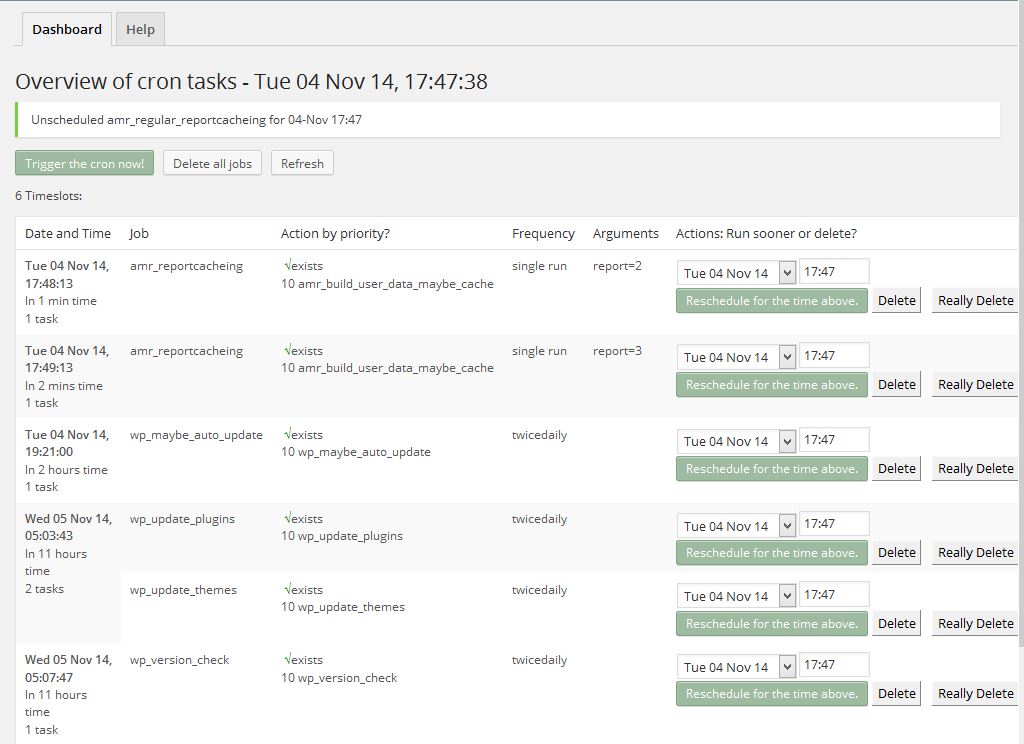 Dashboard Help
Overview of cron tasks - Tue 04 Nov 14, 17:47:38
Unscheduled amr_regular_reportcacheing for 04-Nov 17:47
Trigger the cron now! Delete all jobs Refresh
6 Timeslots:
Date and Time Job Action by priority? Frequency Arguments Actions: Run sooner or delete?
Tue 04 Nov 14, amr_reportcacheing √exists single run report=2 Tue 04 Nov 14 17:47
17:48:13 10 amr_build_user_data_maybe_cache
In 1 min time Reschedule for the time above. Delete Really Delete
1 task
Tue 04 Nov 14, amr_reportcacheing √exists single run report=3 Tue 04 Nov 14 17:47
17:49:13 10 amr_build_user_data_maybe_cache
In 2 mins time Reschedule for the time above. Delete Really Delete
1 task
Tue 04 Nov 14, wp_maybe_auto_update √exists twicedaily Tue 04 Nov 14 17:47
19:21:00 10 wp_maybe_auto_update
In 2 hours time Reschedule for the time above. Delete Really Delete
1 task
Wed 05 Nov 14, wp_update_plugins √exists twicedaily Tue 04 Nov 14 17:47
05:03:43 10 wp_update_plugins
In 11 hours Reschedule for the time above. Delete Really Delete
time
2 tasks wp_update_themes √exists twicedaily Tue 04 Nov 14 17:47
10 wp_update_themes
Reschedule for the time above. Delete Really Delete
Wed 05 Nov 14, wp_version_check √exists twicedaily Tue 04 Nov 14 17:47
05:07:47 10 wp_version_check
In 11 hours Reschedule for the time above. Delete Really Delete
time
1 task